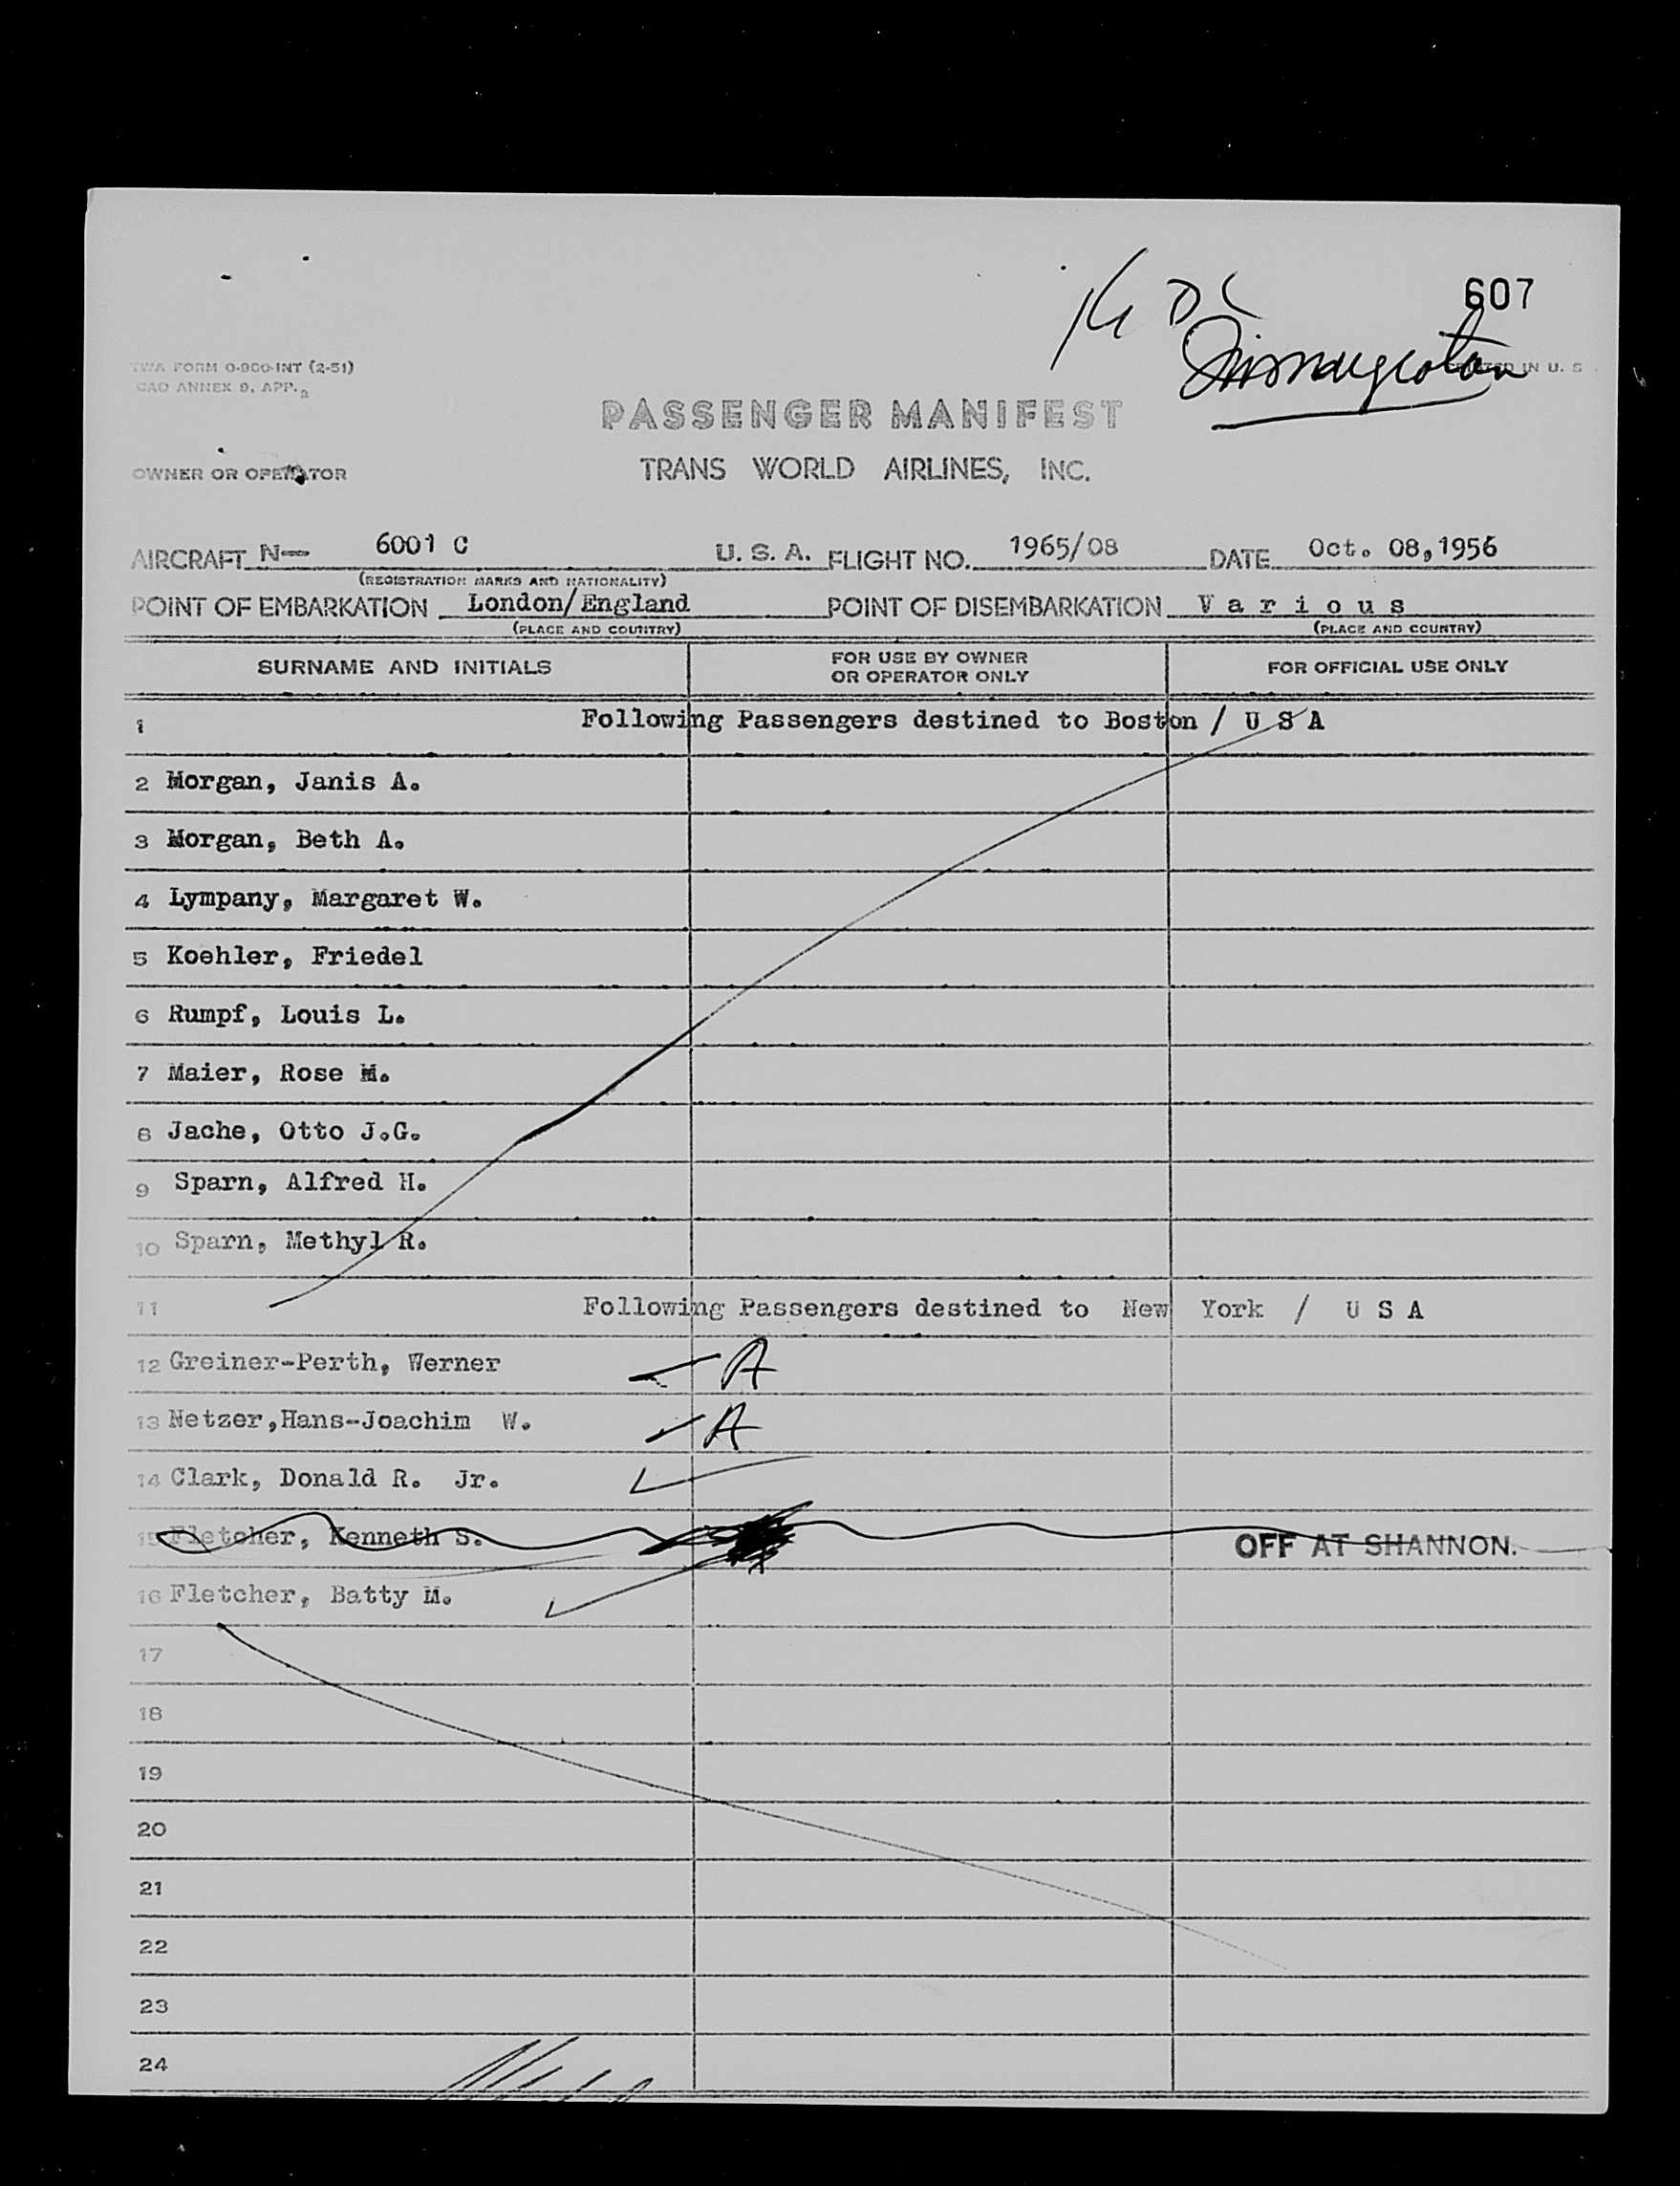 607
TWA FORM 0-900-INT (2-51)
CAO ANNEX 9, APP.
IN U. S
PASSENGER MANIFEST
OWNER OR OPERATOR
TRANS WORLD AIRLINES, INC.
AIRCRAFT N— 6001 C U. S. A. FLIGHT NO. 1965/08 DATE Oct. 08,1956
(REGISTRATION MARKS AND NATIONALITY)
POINT OF EMBARKATION London/England POINT OF DISEMBARKATION V a r i o u s
(PLACE AND COUNTRY) (PLACE AND COUNTRY)
SURNAME AND INITIALS FOR USE BY OWNER OR OPERATOR ONLY FOR OFFICIAL USE ONLY
1 Following Passengers destined to Boston / U S A
2 Morgan, Janis A.
3 Morgan, Beth A.
4 Lympany, Margaret W.
5 Koehler, Friedel
6 Rumpf, Louis L.
7 Maier, Rose M.
8 Jache, Otto J.G.
9 Sparn, Alfred H.
10 Sparn, Methyl R.
11 Following Passengers destined to New York / U S A
12 Greiner-Perth, Werner A
13 Netzer,Hans-Joachim W. A
14 Clark, Donald R. Jr.
15 Fletcher, Kenneth S. OFF AT SHANNON.
16 Fletcher, Batty M.
17
18
19
20
21
22
23
24